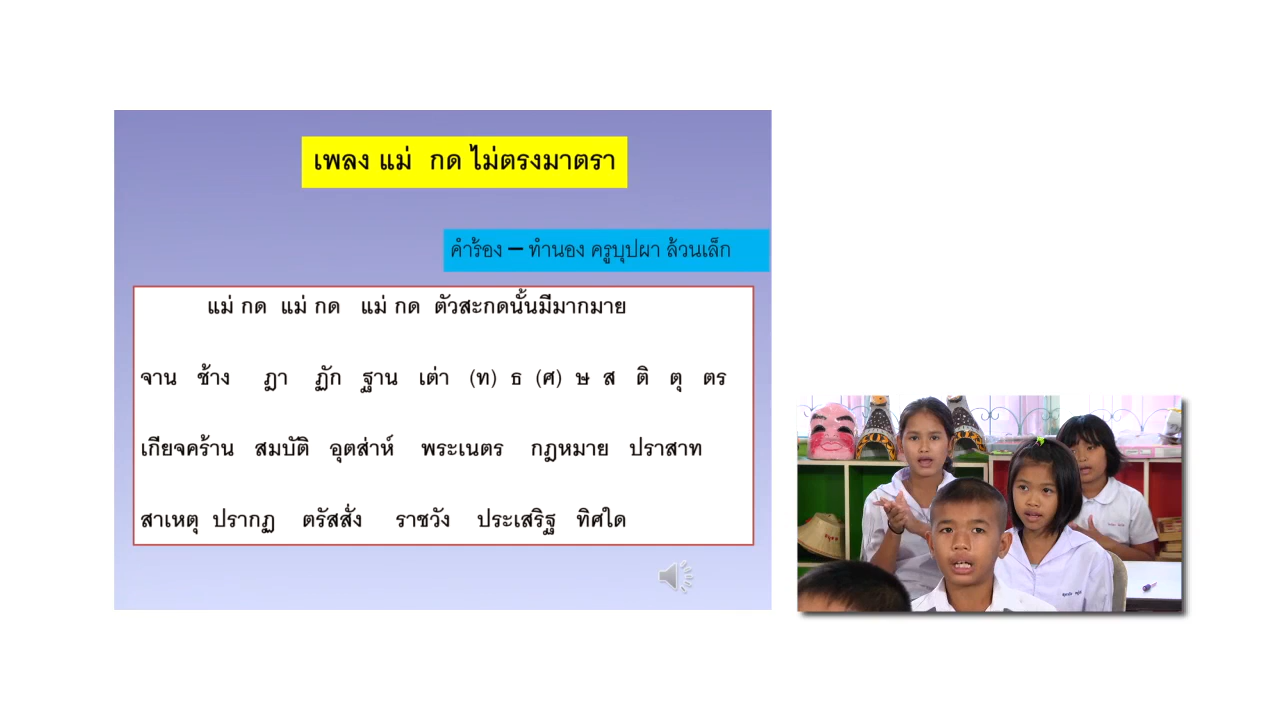 เพลง แม่ กด ไม่ตรงมาตรา
คำร้อง – ทำนอง ครูบุปผา ล้วนเล็ก
แม่ กด แม่ กด แม่ กด ตัวสะกดนั้นมีมากมาย
จาน ช้าง ฎา ฏัก ฐาน เต่า (ท) ธ (ศ) ษ ส ติ ตุ ตร
เกียจคร้าน สมบัติ อุตส่าห์ พระเนตร กฎหมาย ปราสาท
สาเหตุ ปรากฏ ตรัสสั่ง ราชวัง ประเสริฐ ทิศใด